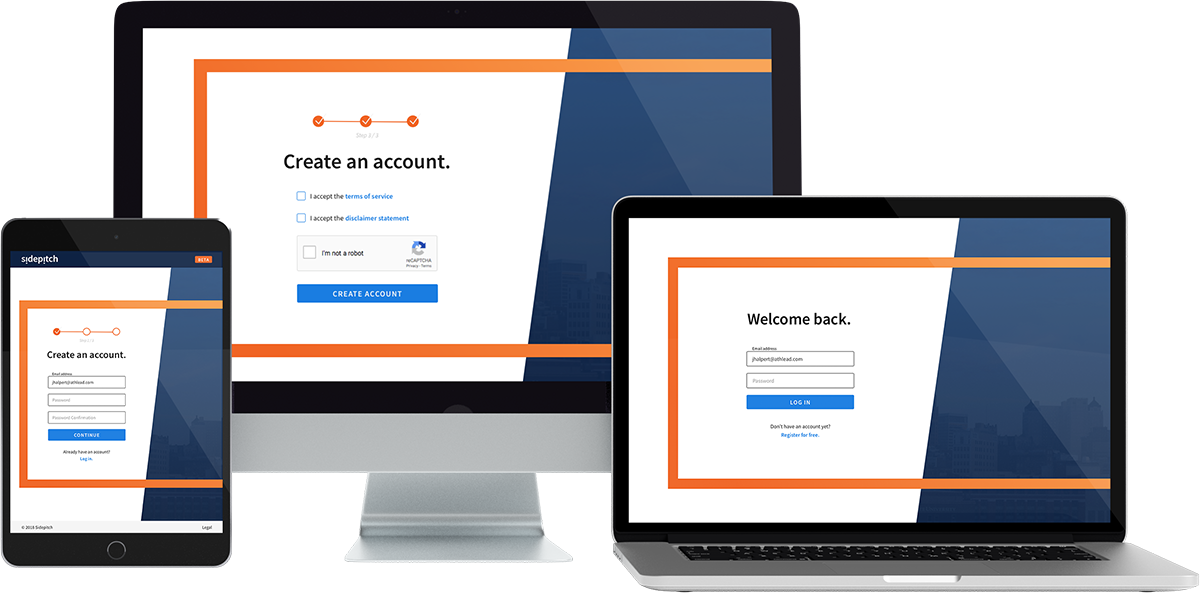 Step 3 / 3
Create an account.
I accept the terms of service
I accept the disclaimer statement
I'm not a robot
reCAPTCHA
Privacy - Terms
CREATE ACCOUNT
sidepitch
BETA
Step 1 / 3
Create an account.
Email address
jhalpert@athlead.com
Password
Password Confirmation
CONTINUE
Already have an account?
Log in.
© 2018 Sidepitch
Legal
Welcome back.
Email address
jhalpert@athlead.com
Password
LOG IN
Don't have an account yet?
Register for free.